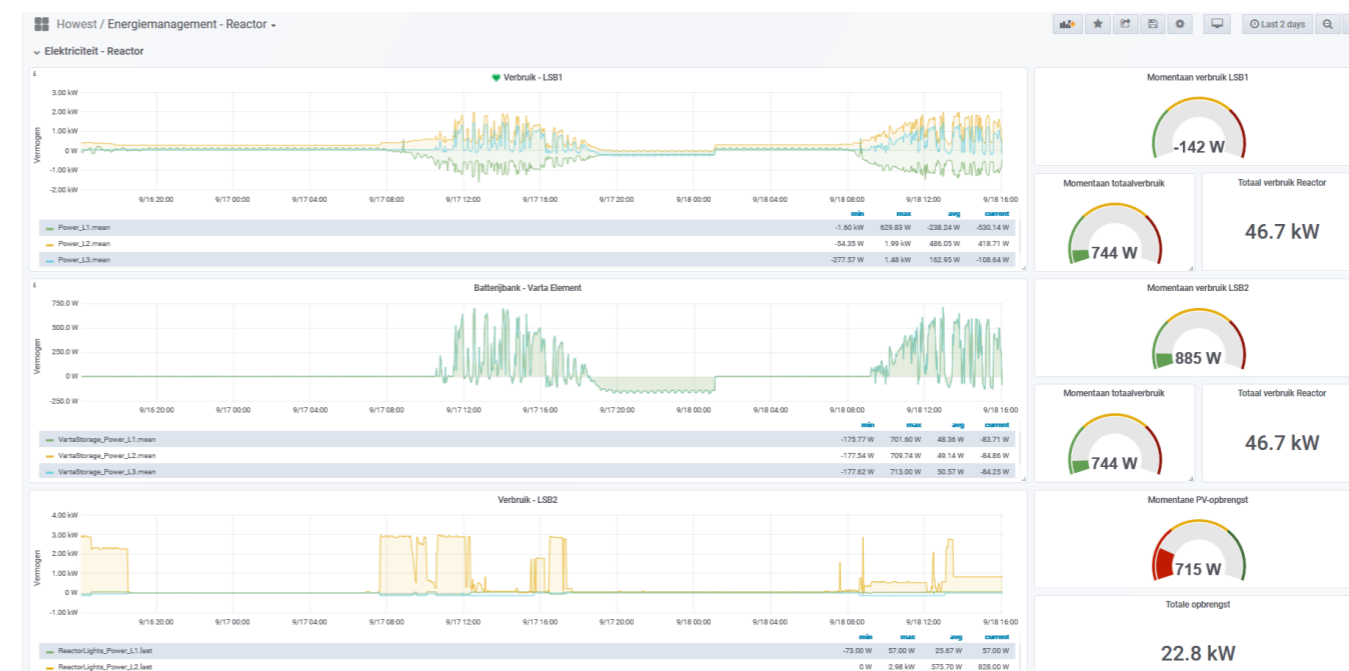 Howest / Energiemanagement - Reactor
Last 2 days
Elektriciteit - Reactor
Verbruik - LSB1
Vermogen
3.00 kW
2.00 kW
1.00 kW
0 W
-1.00 kW
-2.00 kW
9/16 20:00 9/17 00:00 9/17 04:00 9/17 08:00 9/17 12:00 9/17 16:00 9/17 20:00 9/18 00:00 9/18 04:00 9/18 08:00 9/18 12:00 9/18 16:00
min max avg current
Power_L1.mean -1.60 kW 629.83 W -238.24 W -530.14 W
Power_L2.mean -54.35 W 1.99 kW 486.05 W 418.71 W
Power_L3.mean -277.57 W 1.48 kW 162.95 W -108.64 W
Momentaan verbruik LSB1
-142 W
Momentaan totaalverbruik
744 W
Totaal verbruik Reactor
46.7 kW
Batterijbank - Varta Element
Vermogen
750.0 W
500.0 W
250.0 W
0 W
-250.0 W
9/16 20:00 9/17 00:00 9/17 04:00 9/17 08:00 9/17 12:00 9/17 16:00 9/17 20:00 9/18 00:00 9/18 04:00 9/18 08:00 9/18 12:00 9/18 16:00
min max avg current
VartaStorage_Power_L1.mean -175.77 W 701.60 W 48.36 W -83.71 W
VartaStorage_Power_L2.mean -177.54 W 709.74 W 49.14 W -84.86 W
VartaStorage_Power_L3.mean -177.62 W 713.00 W 50.57 W -84.25 W
Momentaan verbruik LSB2
885 W
Momentaan totaalverbruik
744 W
Totaal verbruik Reactor
46.7 kW
Verbruik - LSB2
Vermogen
4.00 kW
3.00 kW
2.00 kW
1.00 kW
0 W
-1.00 kW
9/16 20:00 9/17 00:00 9/17 04:00 9/17 08:00 9/17 12:00 9/17 16:00 9/17 20:00 9/18 00:00 9/18 04:00 9/18 08:00 9/18 12:00 9/18 16:00
min max avg current
ReactorLights_Power_L1.last -73.00 W 57.00 W 25.67 W 57.00 W
ReactorLights_Power_L2.last 0 W 2.98 kW 575.70 W 828.00 W
Momentane PV-opbrengst
715 W
Totale opbrengst
22.8 kW